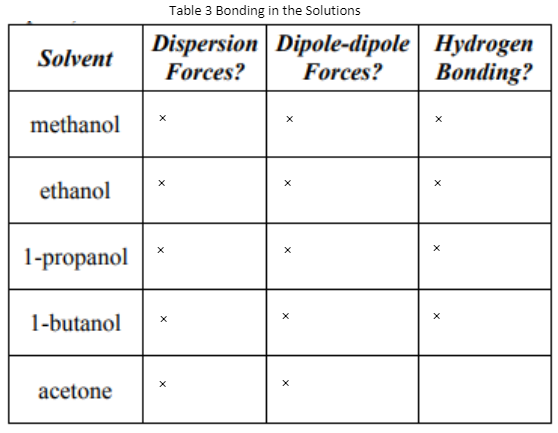 Table 3 Bonding in the Solutions
Solvent Dispersion Forces? Dipole-dipole Forces? Hydrogen Bonding?
methanol × × ×
ethanol × × ×
1-propanol × × ×
1-butanol × × ×
acetone × ×